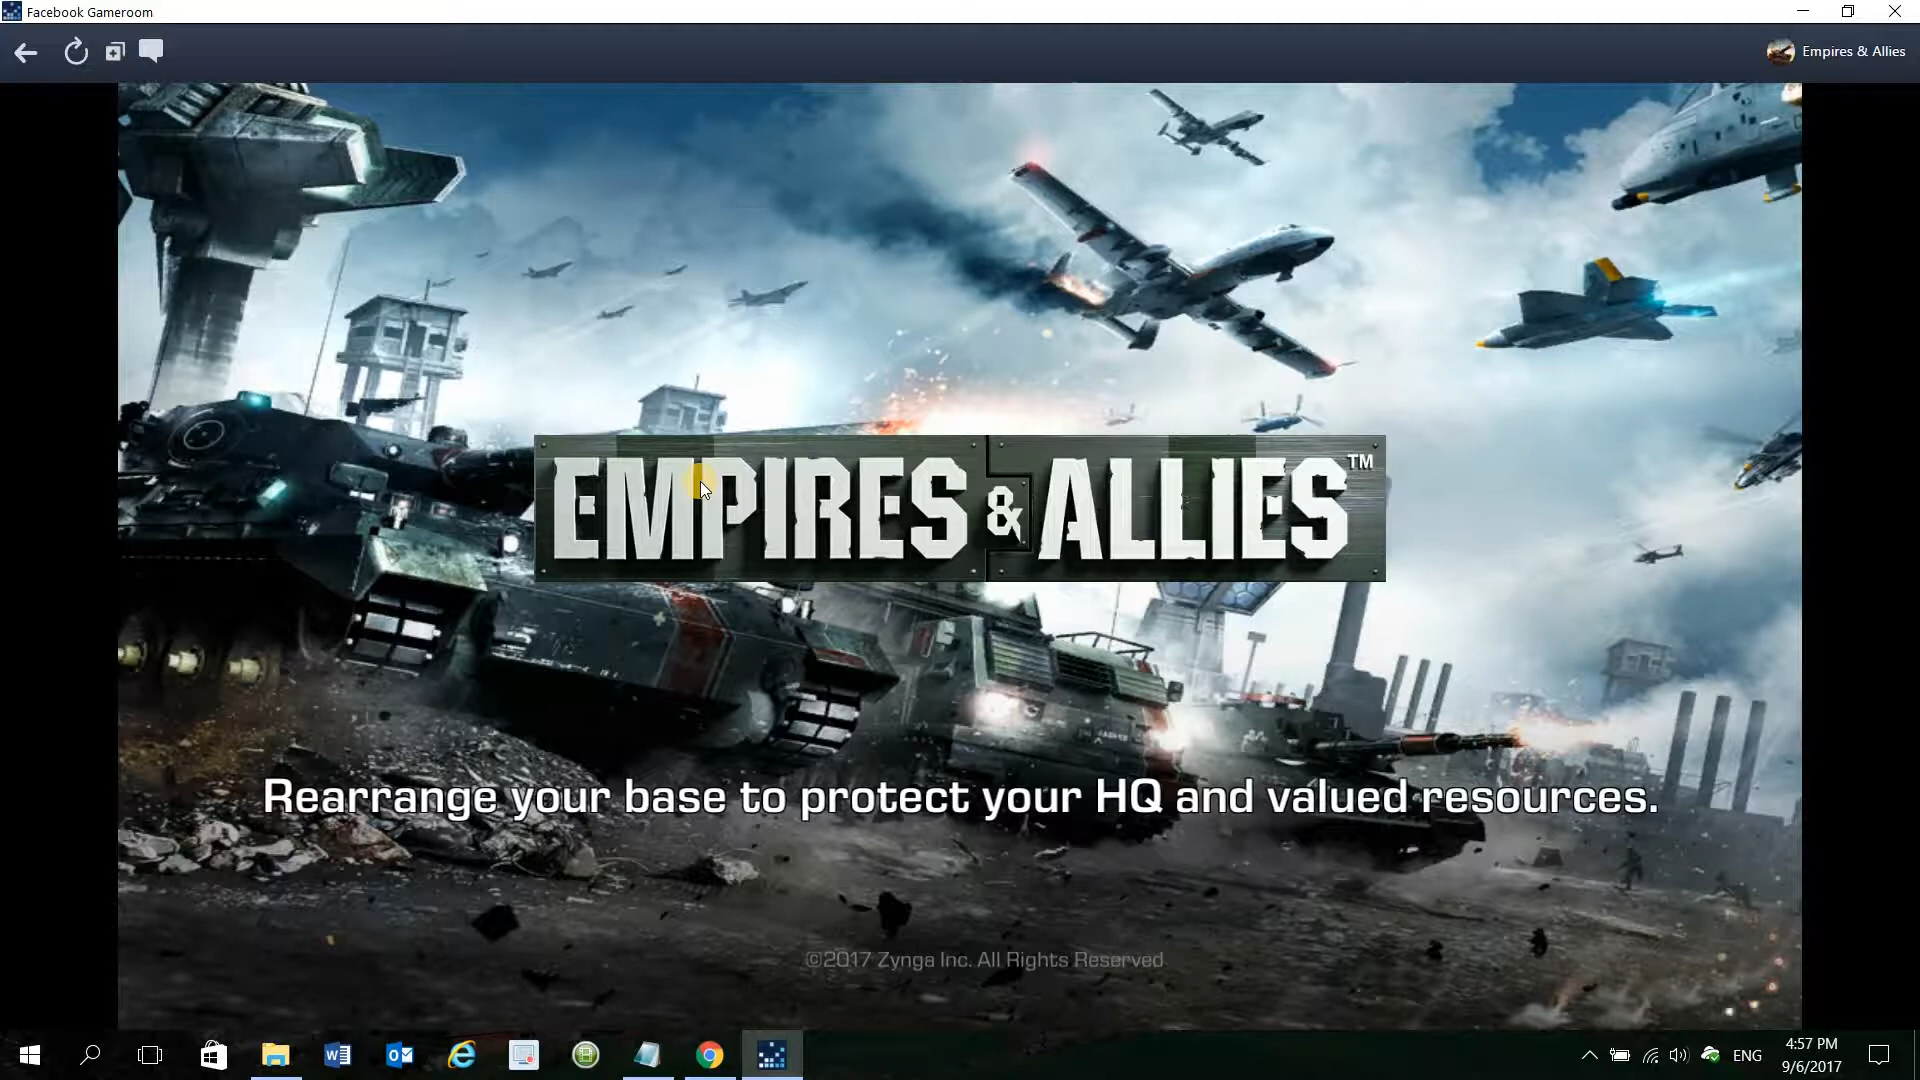 Facebook Gameroom
Empires & Allies
EMPIRES & ALLIES™
Rearrange your base to protect your HQ and valued resources.
©2017 Zynga Inc. All Rights Reserved
ENG
4:57 PM
9/6/2017